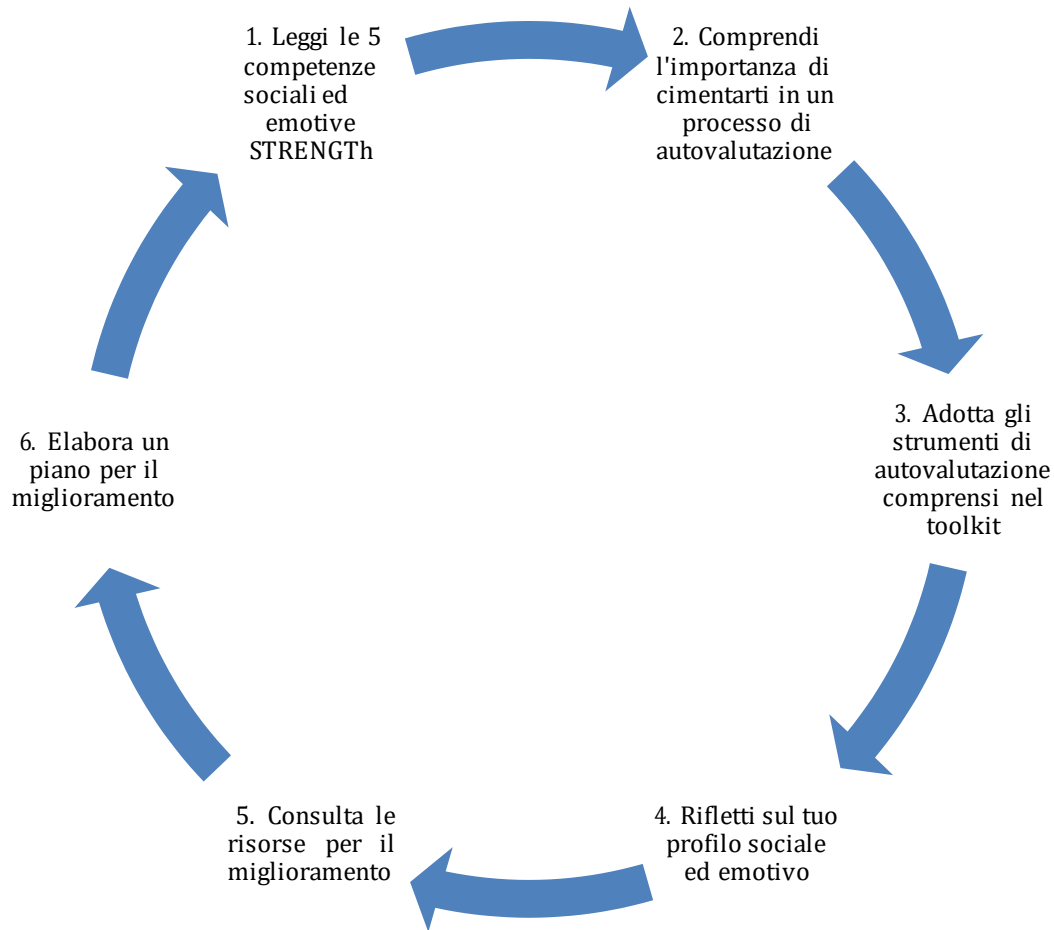 1. Leggi le 5
competenze
sociali ed
emotive
STRENGTh
2. Comprendi
l'importanza di
cimentarti in un
processo di
autovalutazione
3. Adotta gli
strumenti di
autovalutazione
comprensi nel
toolkit
4. Rifletti sul tuo
profilo sociale
ed emotivo
5. Consulta le
risorse per il
miglioramento
6. Elabora un
piano per il
miglioramento